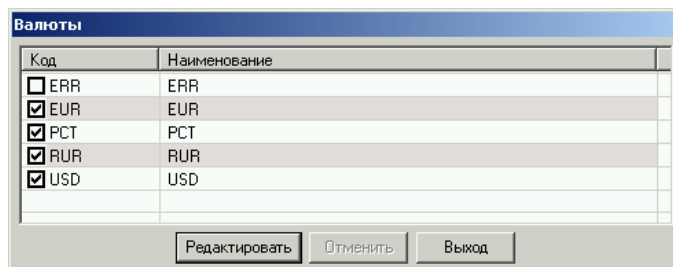 Валюты
Код Наименование
ERR ERR
EUR EUR
PCT PCT
RUR RUR
USD USD
Редактировать Отменить Выход